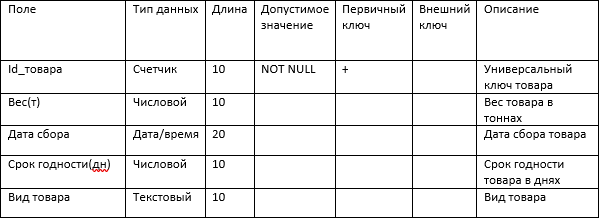 Поле Тип данных Длина Допустимое значение Первичный ключ Внешний ключ Описание
Id_товара Счетчик 10 NOT NULL + Универсальный ключ товара
Вес(т) Числовой 10 Вес товара в тоннах
Дата сбора Дата/время 20 Дата сбора товара
Срок годности(дн) Числовой 10 Срок годности товара в днях
Вид товара Текстовый 10 Вид товара